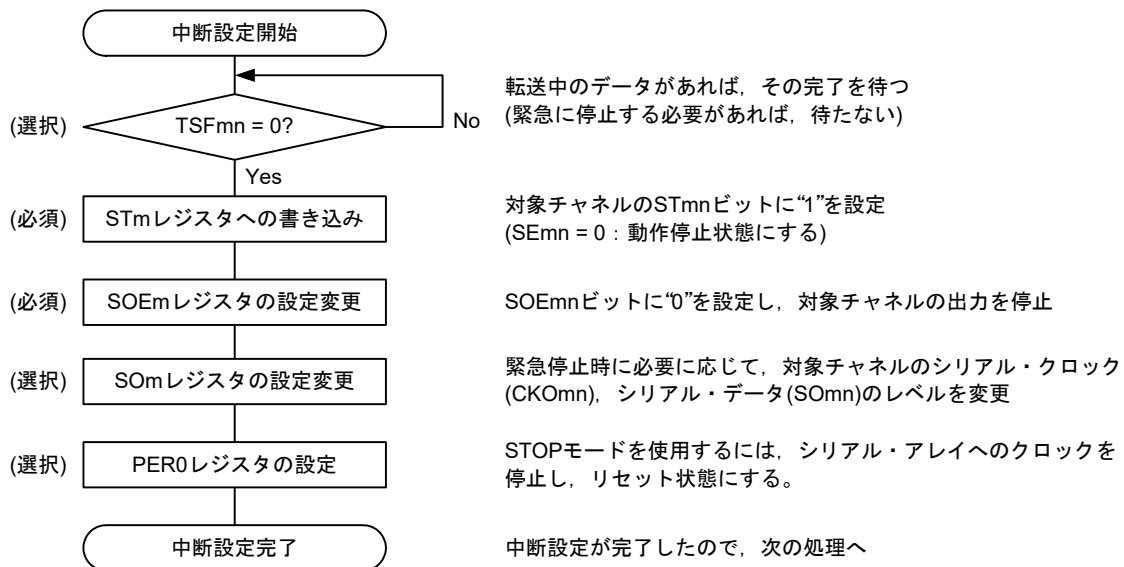 中断設定開始
転送中のデータがあれば，その完了を待つ
(緊急に停止する必要があれば，待たない)
(選択)
TSFmn = 0?
No
Yes
(必須)
STmレジスタへの書き込み
対象チャネルのSTmnビットに“1”を設定
(SEmn = 0：動作停止状態にする)
(必須)
SOEmレジスタの設定変更
SOEmnビットに“0”を設定し，対象チャネルの出力を停止
(選択)
SOmレジスタの設定変更
緊急停止時に必要に応じて，対象チャネルのシリアル・クロック
(CKOmn)，シリアル・データ(SOmn)のレベルを変更
(選択)
PER0レジスタの設定
STOPモードを使用するには，シリアル・アレイへのクロックを
停止し，リセット状態にする。
中断設定完了
中断設定が完了したので，次の処理へ